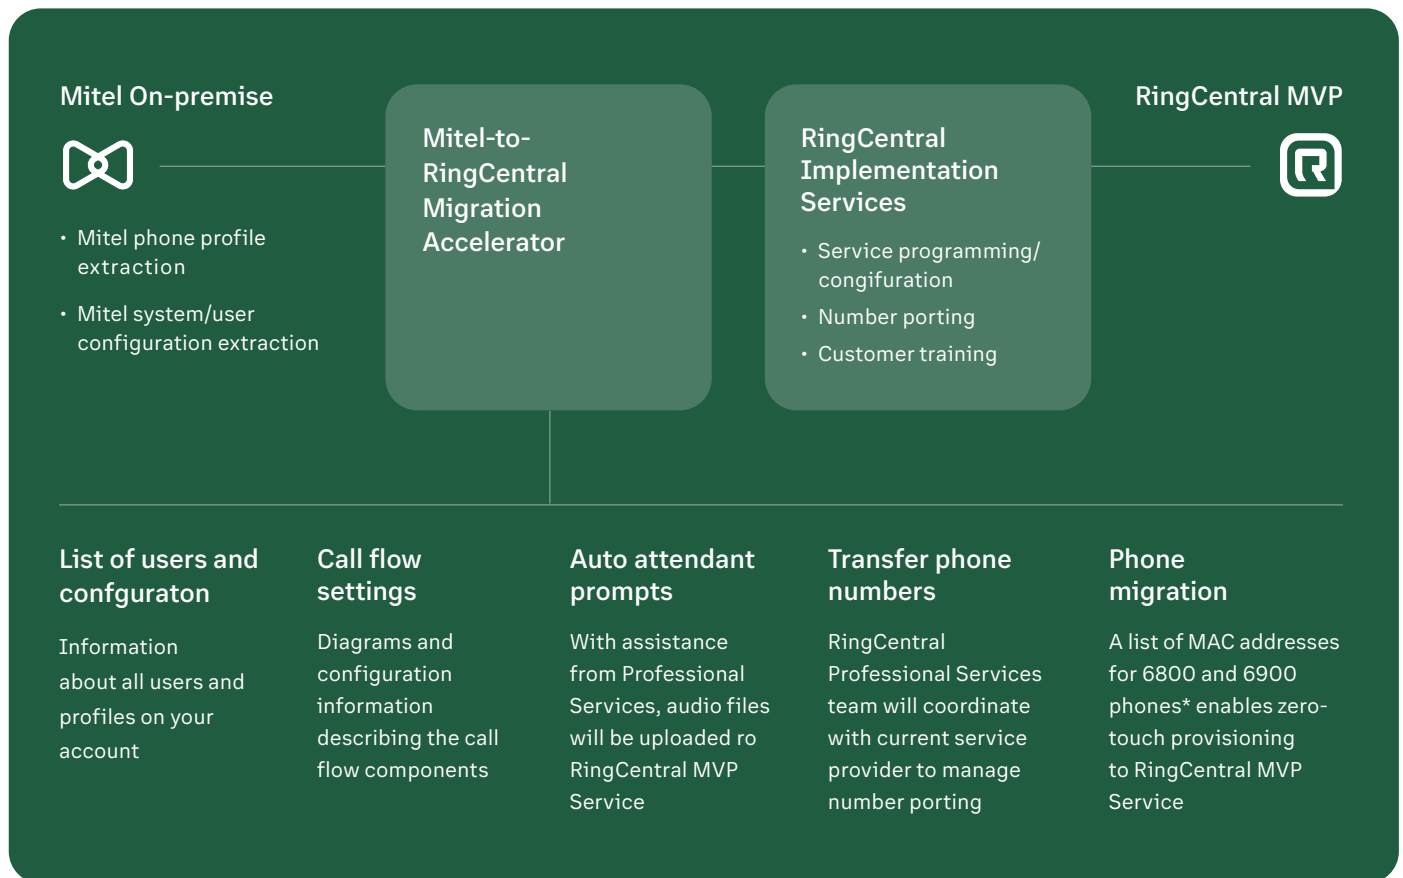 Mitel On-premise
• Mitel phone profile
extraction
• Mitel system/user
configuration extraction
Mitel-to-
RingCentral
Migration
Accelerator
RingCentral
Implementation
Services
• Service programming/
congifuration
• Number porting
• Customer training
RingCentral MVP
List of users and
confguraton
Information
about all users and
profiles on your
account
Call flow
settings
Diagrams and
configuration
information
describing the call
flow components
Auto attendant
prompts
With assistance
from Professional
Services, audio files
will be uploaded ro
RingCentral MVP
Service
Transfer phone
numbers
RingCentral
Professional Services
team will coordinate
with current service
provider to manage
number porting
Phone
migration
A list of MAC addresses
for 6800 and 6900
phones* enables zero-
touch provisioning
to RingCentral MVP
Service